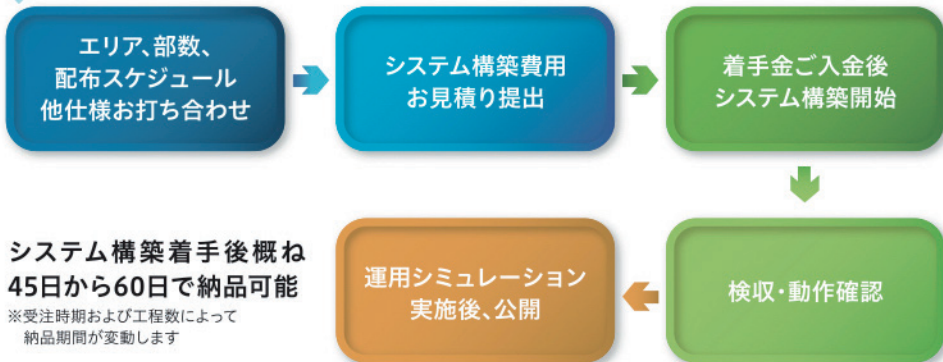 エリア、部数、
配布スケジュール
他仕様お打ち合わせ
システム構築費用
お見積り提出
着手金ご入金後
システム構築開始
検収・動作確認
運用シミュレーション
実施後、公開
システム構築着手後概ね
45日から60日で納品可能
※受注時期および工程数によって
納品期間が変動します